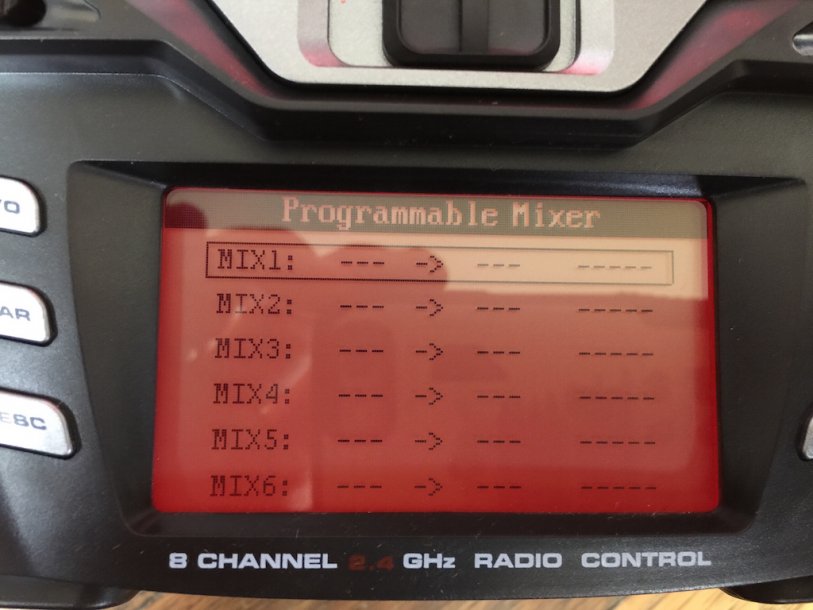 Programmable Mixer
MIX1: --- -> --- -----
MIX2: --- -> --- -----
MIX3: --- -> --- -----
MIX4: --- -> --- -----
MIX5: --- -> --- -----
MIX6: --- -> --- -----
8 CHANNEL 2.4 GHz RADIO CONTROL